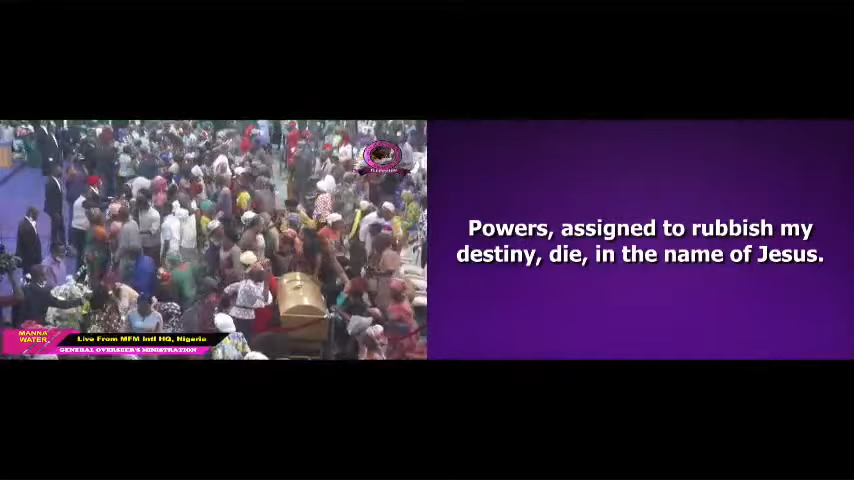 MANNA
WATER
Live From MFM Intl HQ, Nigeria
GENERAL OVERSEER'S MINISTRATION
Powers, assigned to rubbish my
destiny, die, in the name of Jesus.